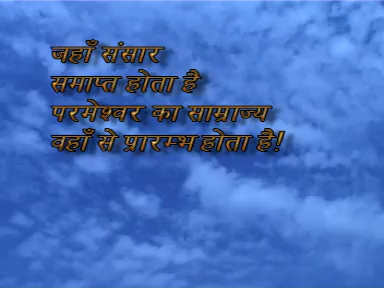 जहाँ संसार
समाप्त होता है
परमेश्वर का साम्राज्य
वहाँ से प्रारम्भ होता है!